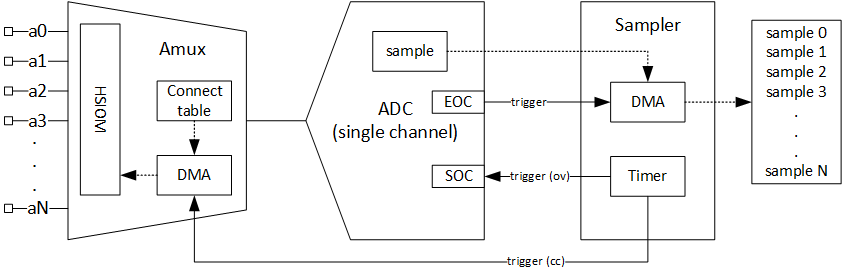 a0
a1
a2
a3
.
.
.
aN
Amux
HSIOM
Connect
table
DMA
ADC
(single channel)
sample
EOC
SOC
trigger
trigger (ov)
trigger (cc)
Sampler
DMA
Timer
sample 0
sample 1
sample 2
sample 3
.
.
.
sample N